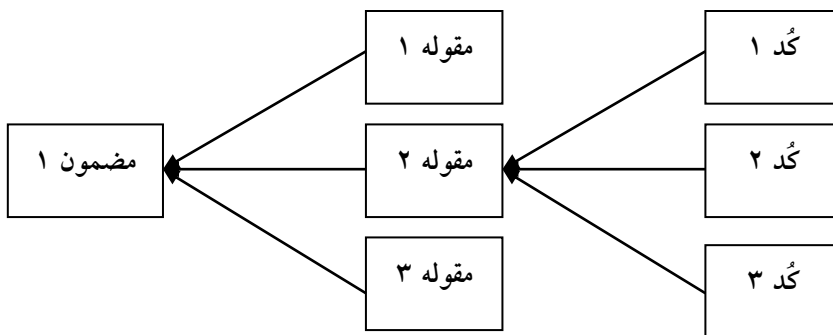 کُد ۱
مقوله ۱
کُد ۲
مقوله ۲
مضمون ۱
کُد ۳
مقوله ۳